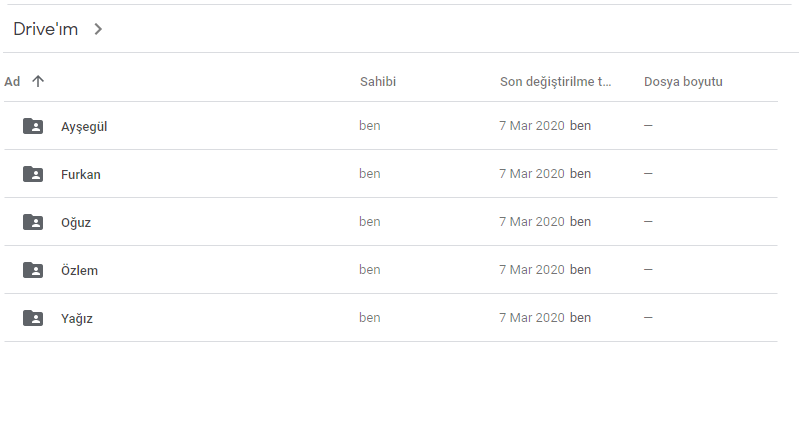 Drive'ım
Ad Sahibi Son değiştirilme t... Dosya boyutu
Ayşegül ben 7 Mar 2020 ben —
Furkan ben 7 Mar 2020 ben —
Oğuz ben 7 Mar 2020 ben —
Özlem ben 7 Mar 2020 ben —
Yağız ben 7 Mar 2020 ben —